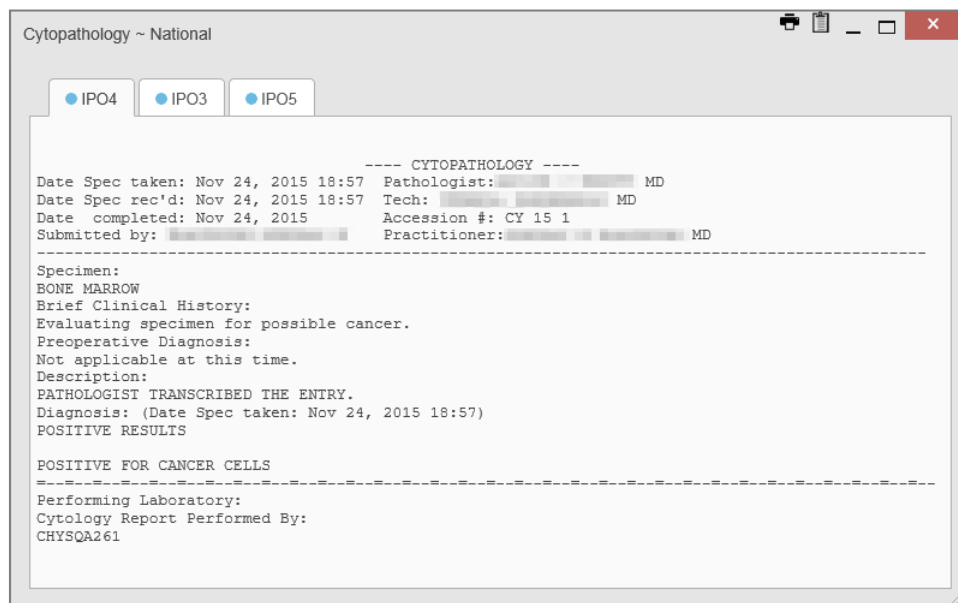 Cytopathology ~ National
IPO4 IPO3 IPO5
---- CYTOPATHOLOGY ----
Date Spec taken: Nov 24, 2015 18:57 Pathologist: MD
Date Spec rec'd: Nov 24, 2015 18:57 Tech: MD
Date completed: Nov 24, 2015 Accession #: CY 15 1
Submitted by: Practitioner: MD
Specimen:
BONE MARROW
Brief Clinical History:
Evaluating specimen for possible cancer.
Preoperative Diagnosis:
Not applicable at this time.
Description:
PATHOLOGIST TRANSCRIBED THE ENTRY.
Diagnosis: (Date Spec taken: Nov 24, 2015 18:57)
POSITIVE RESULTS
POSITIVE FOR CANCER CELLS
Performing Laboratory:
Cytology Report Performed By:
CHYSQA261